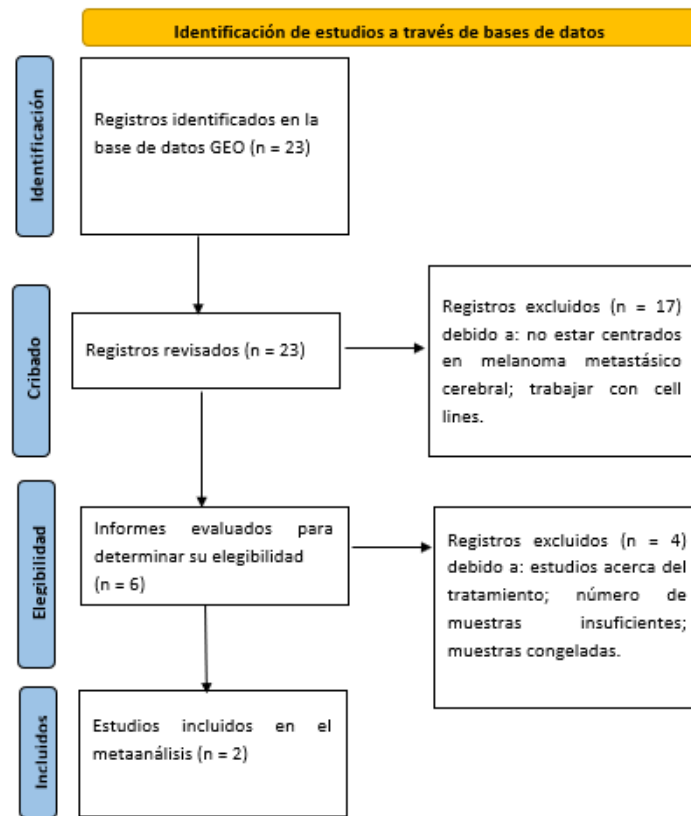 Identificación de estudios a través de bases de datos
Identificación
Registros identificados en la
base de datos GEO (n = 23)
Cribado
Registros revisados (n = 23)
Registros excluidos (n = 17)
debido a: no estar centrados
en melanoma metastásico
cerebral; trabajar con cell
lines.
Elegibilidad
Informes evaluados para
determinar su elegibilidad
(n = 6)
Registros excluidos (n = 4)
debido a: estudios acerca del
tratamiento; número de
muestras insuficientes;
muestras congeladas.
Incluidos
Estudios incluidos en el
metaanálisis (n = 2)